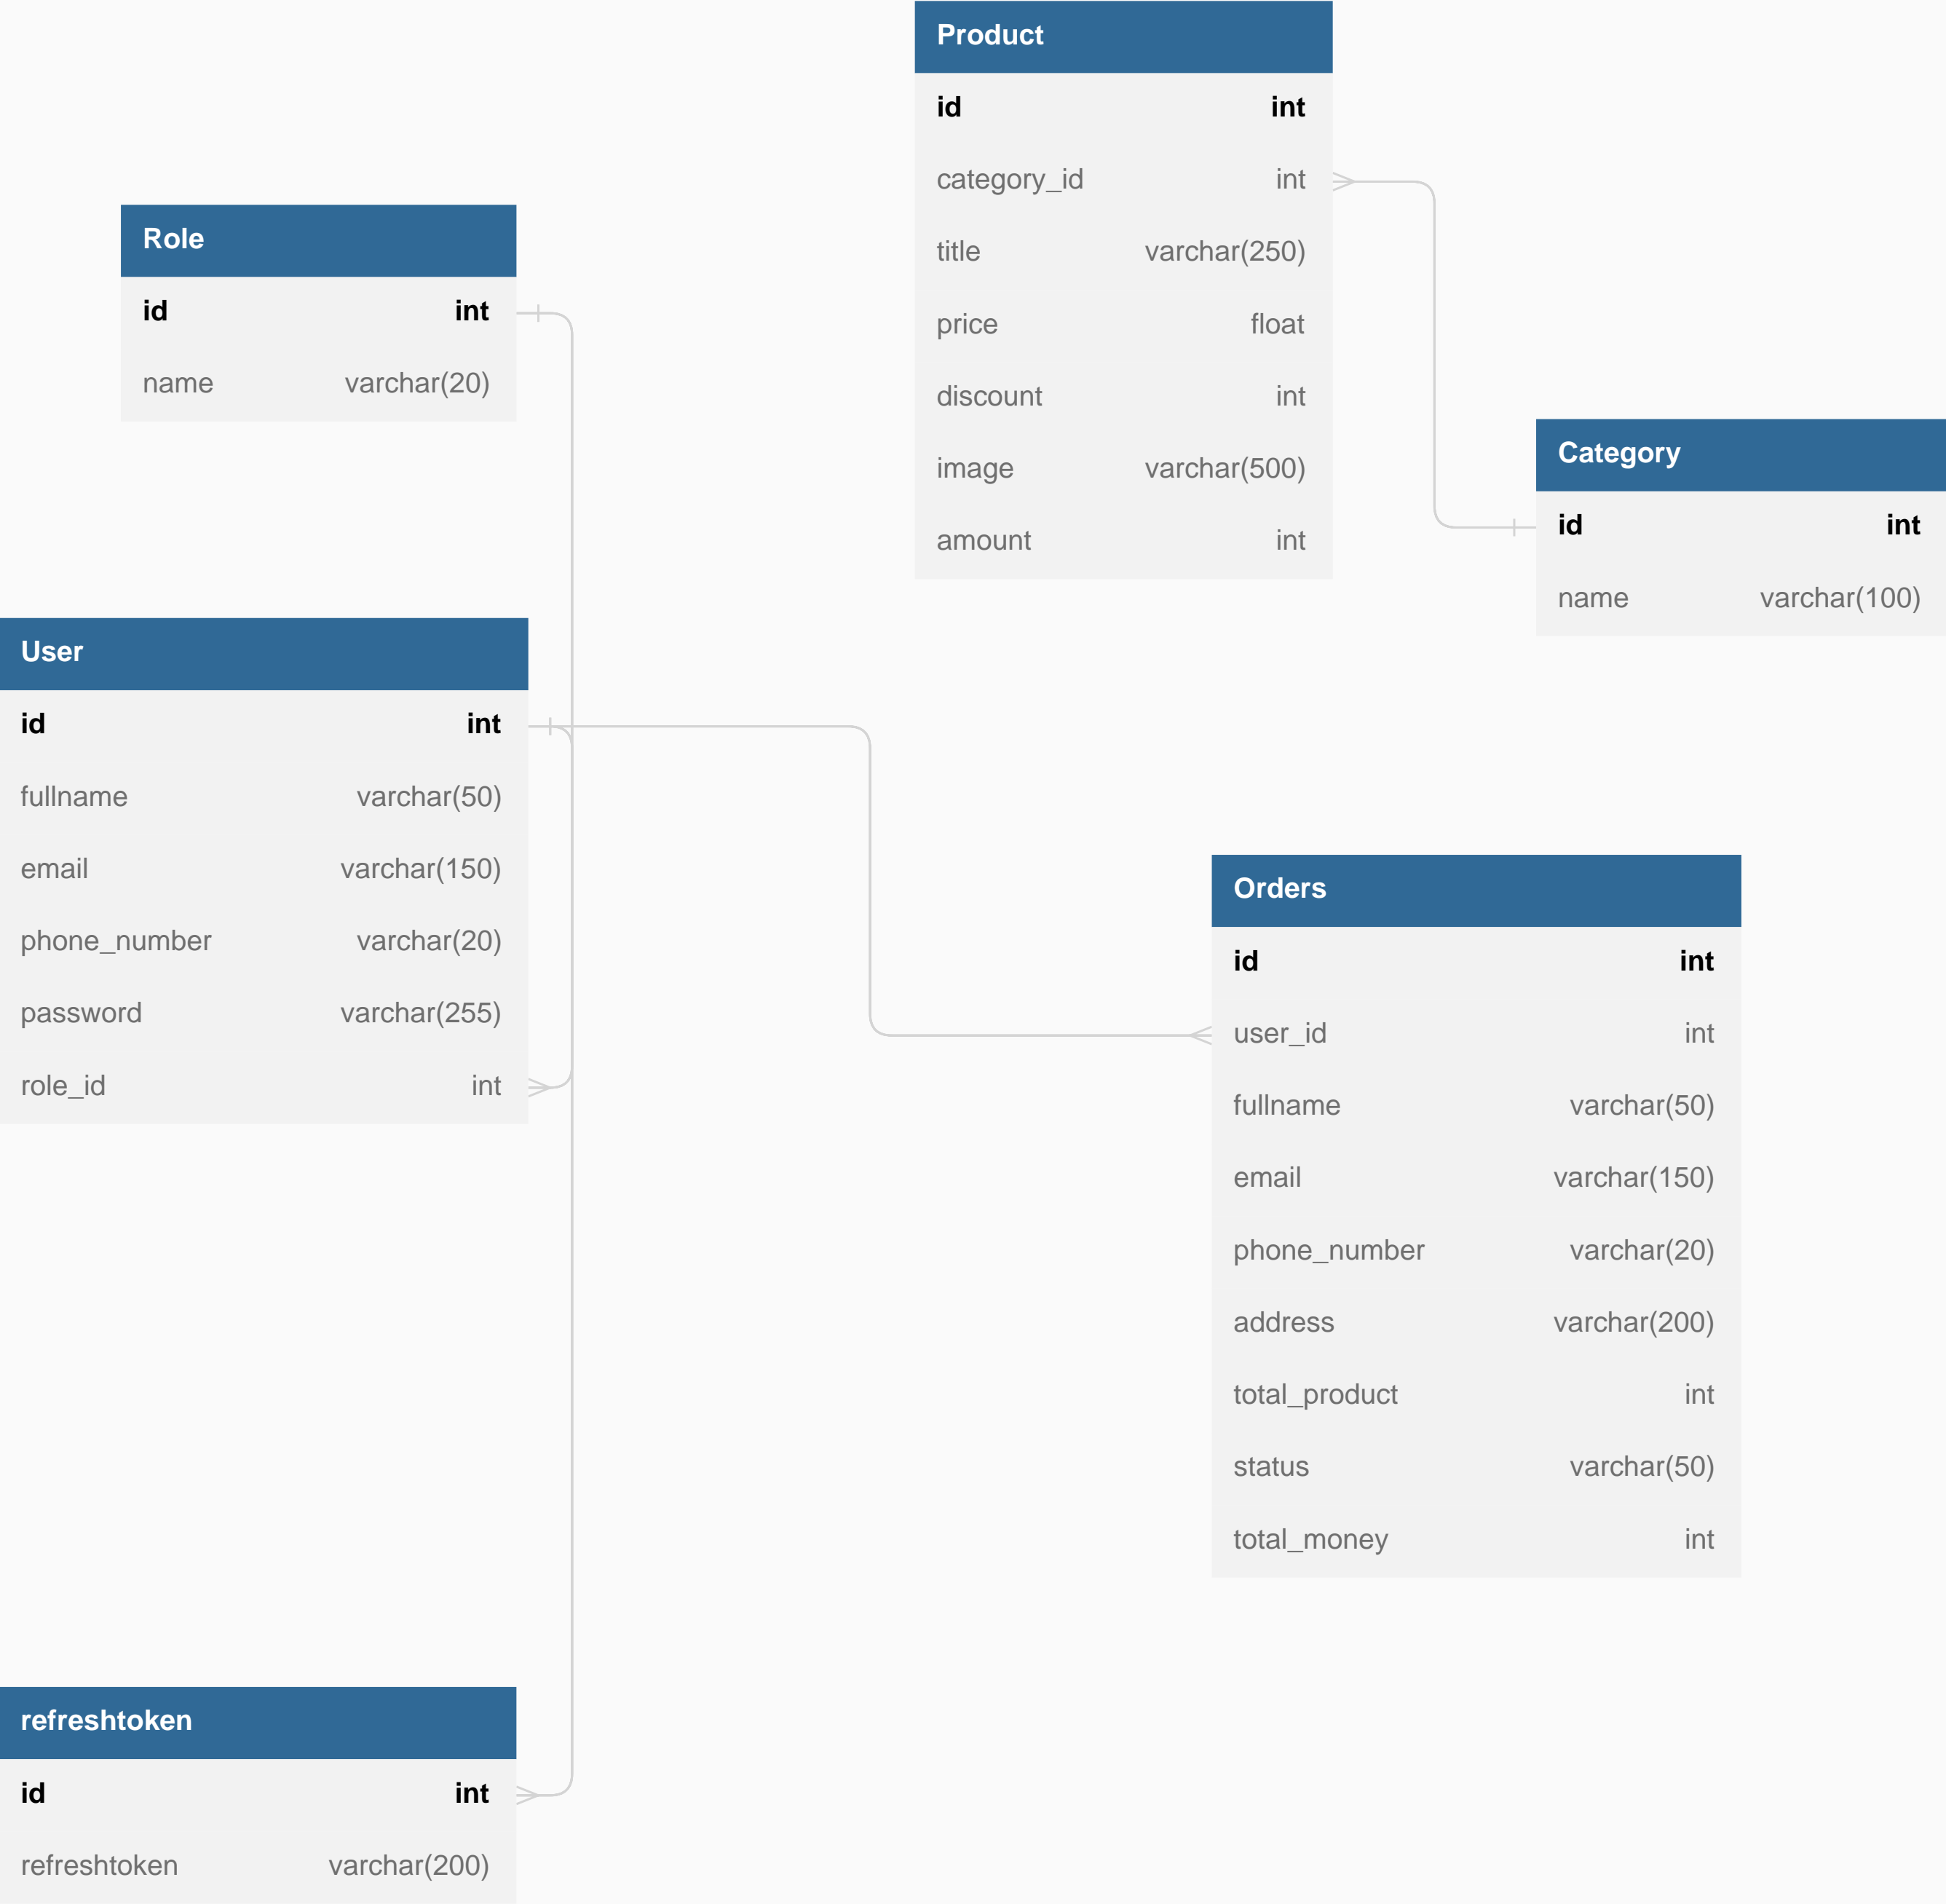 Product
id int
category_id int
title varchar(250)
price float
discount int
image varchar(500)
amount int
Role
id int
name varchar(20)
Category
id int
name varchar(100)
User
id int
fullname varchar(50)
email varchar(150)
phone_number varchar(20)
password varchar(255)
role_id int
Orders
id int
user_id int
fullname varchar(50)
email varchar(150)
phone_number varchar(20)
address varchar(200)
total_product int
status varchar(50)
total_money int
refreshtoken
id int
refreshtoken varchar(200)